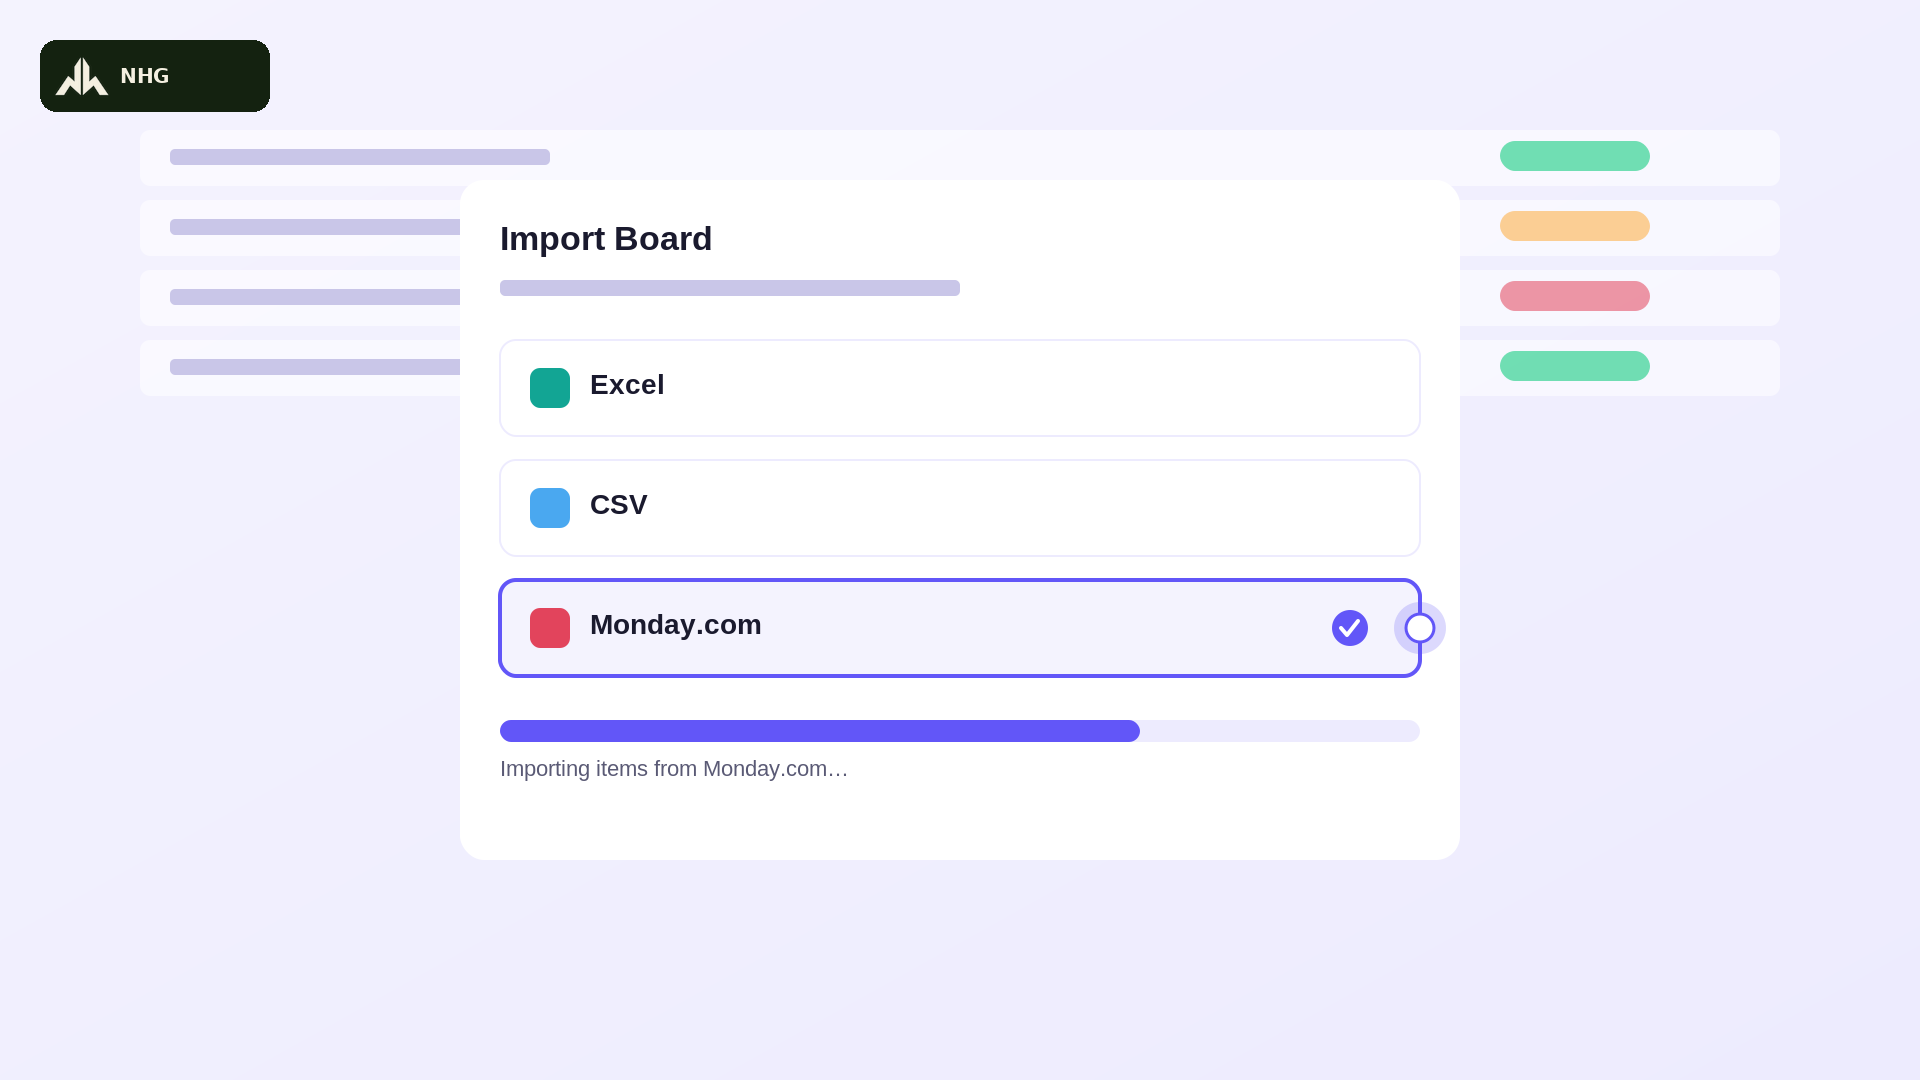 NHG
Import Board
Excel
CSV
Monday.com
Importing items from Monday.com…